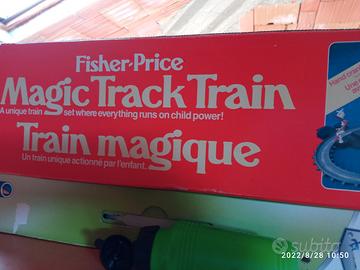 Fisher-Price
Magic Track Train
A unique train set where everything runs on child power!
Train magique
Un train unique actionné par l'enfant.
Hand
subito
2022/8/28 10:50